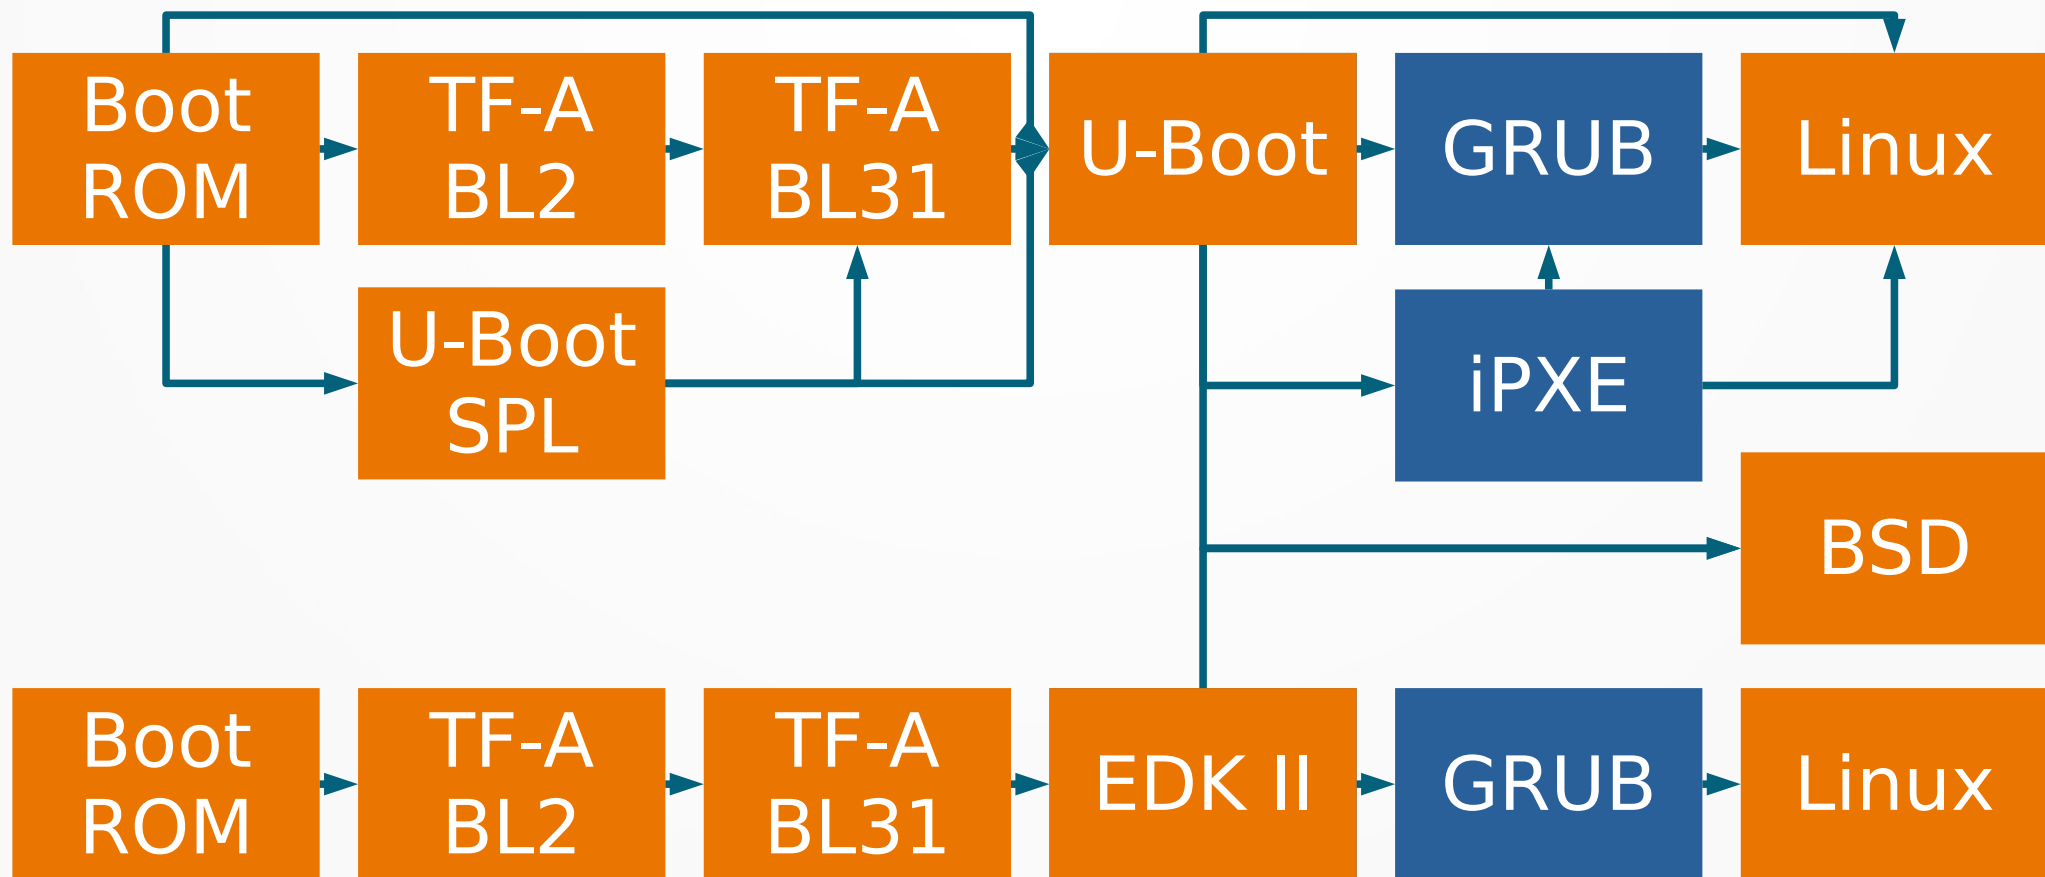 Boot
ROM
TF-A
BL2
TF-A
BL31
U-Boot
GRUB
Linux
U-Boot
SPL
iPXE
BSD
Boot
ROM
TF-A
BL2
TF-A
BL31
EDK II
GRUB
Linux